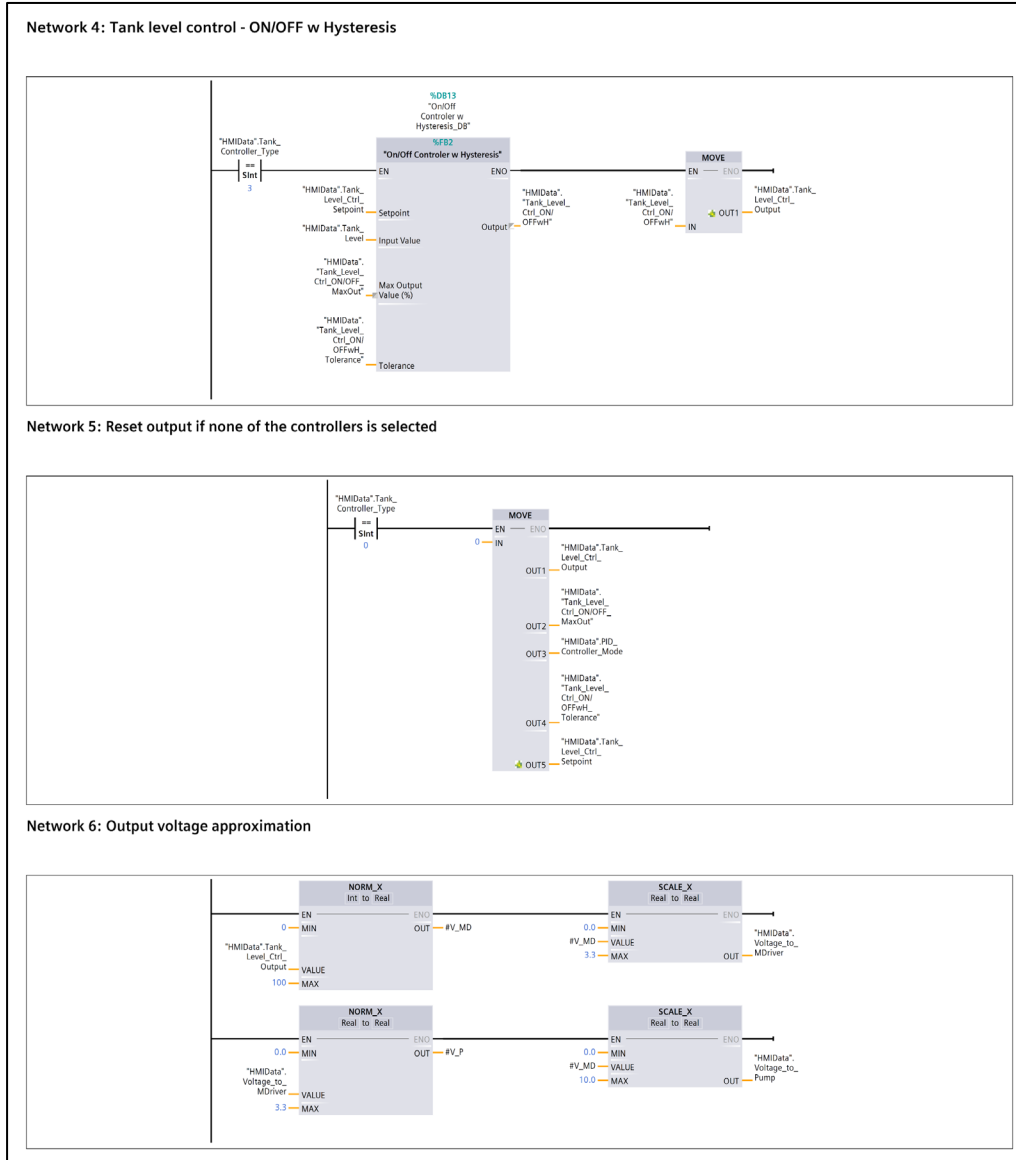 Network 4: Tank level control - ON/OFF w Hysteresis
%DB13
"On/Off
Controler w
Hysteresis_DB"
"HMIData".Tank_
Controller_Type
==
SInt
3
%FB2
"On/Off Controler w Hysteresis"
EN
ENO
"HMIData".Tank_
Level_Ctrl_
Setpoint
Setpoint
"HMIData".Tank_
Level
Input Value
"HMIData".
"Tank_Level_
Ctrl_ON/OFF_
MaxOut"
Max Output
Value (%)
"HMIData".
"Tank_Level_
Ctrl_ON/
OFFwH_
Tolerance"
Tolerance
Output
"HMIData".
"Tank_Level_
Ctrl_ON/
OFFwH"
MOVE
EN
ENO
"HMIData".
"Tank_Level_
Ctrl_ON/
OFFwH"
IN
OUT1
"HMIData".Tank_
Level_Ctrl_
Output
Network 5: Reset output if none of the controllers is selected
"HMIData".Tank_
Controller_Type
==
SInt
0
MOVE
EN
ENO
0
IN
OUT1
"HMIData".Tank_
Level_Ctrl_
Output
OUT2
"HMIData".
"Tank_Level_
Ctrl_ON/OFF_
MaxOut"
OUT3
"HMIData".PID_
Controller_Mode
OUT4
"HMIData".
"Tank_Level_
Ctrl_ON/
OFFwH_
Tolerance"
OUT5
"HMIData".Tank_
Level_Ctrl_
Setpoint
Network 6: Output voltage approximation
NORM_X
Int to Real
EN
ENO
0
MIN
OUT
#V_MD
"HMIData".Tank_
Level_Ctrl_
Output
VALUE
100
MAX
SCALE_X
Real to Real
EN
ENO
0.0
MIN
#V_MD
VALUE
3.3
MAX
OUT
"HMIData".
Voltage_to_
MDriver
NORM_X
Real to Real
EN
ENO
0.0
MIN
OUT
#V_P
"HMIData".
Voltage_to_
MDriver
VALUE
3.3
MAX
SCALE_X
Real to Real
EN
ENO
0.0
MIN
#V_MD
VALUE
10.0
MAX
OUT
"HMIData".
Voltage_to_
Pump